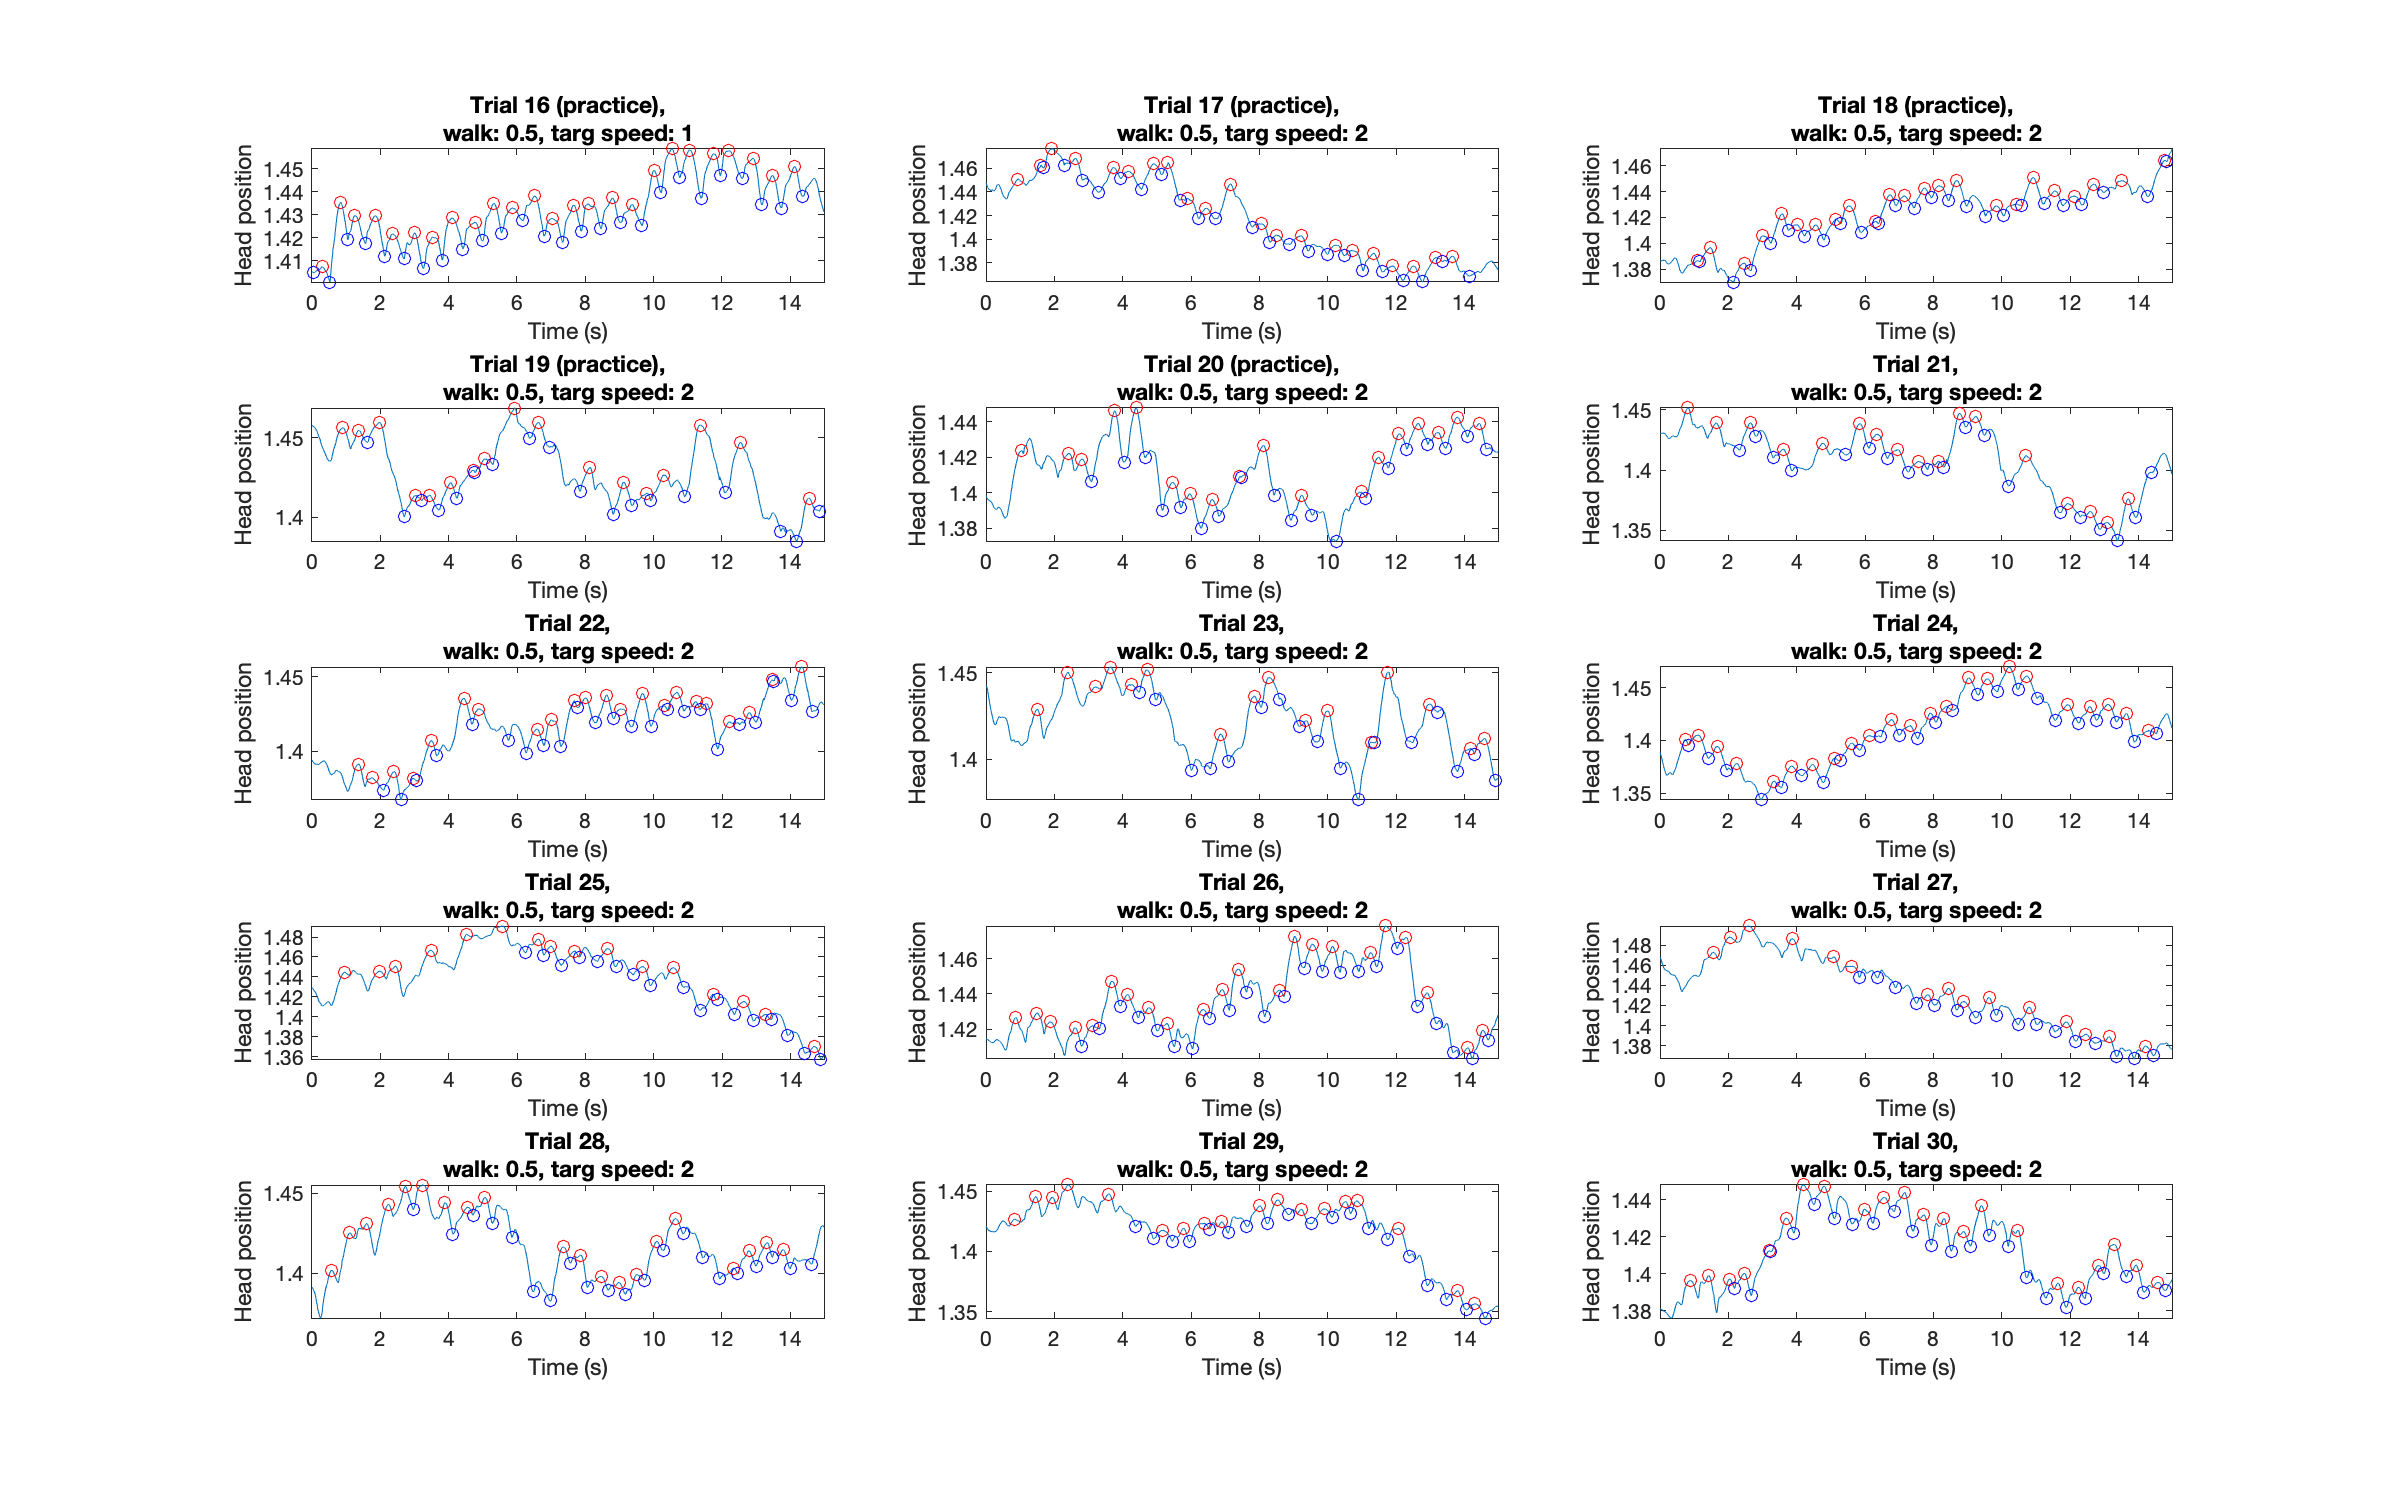 Trial 16 (practice),
walk: 0.5, targ speed: 1
Head position
1.45
1.44
1.43
1.42
1.41
0 2 4 6 8 10 12 14
Time (s)
Trial 17 (practice),
walk: 0.5, targ speed: 2
Head position
1.46
1.44
1.42
1.4
1.38
0 2 4 6 8 10 12 14
Time (s)
Trial 18 (practice),
walk: 0.5, targ speed: 2
Head position
1.46
1.44
1.42
1.4
1.38
0 2 4 6 8 10 12 14
Time (s)
Trial 19 (practice),
walk: 0.5, targ speed: 2
Head position
1.45
1.4
0 2 4 6 8 10 12 14
Time (s)
Trial 20 (practice),
walk: 0.5, targ speed: 2
Head position
1.44
1.42
1.4
1.38
0 2 4 6 8 10 12 14
Time (s)
Trial 21,
walk: 0.5, targ speed: 2
Head position
1.45
1.4
1.35
0 2 4 6 8 10 12 14
Time (s)
Trial 22,
walk: 0.5, targ speed: 2
Head position
1.45
1.4
0 2 4 6 8 10 12 14
Time (s)
Trial 23,
walk: 0.5, targ speed: 2
Head position
1.45
1.4
0 2 4 6 8 10 12 14
Time (s)
Trial 24,
walk: 0.5, targ speed: 2
Head position
1.45
1.4
1.35
0 2 4 6 8 10 12 14
Time (s)
Trial 25,
walk: 0.5, targ speed: 2
Head position
1.48
1.46
1.44
1.42
1.4
1.38
1.36
0 2 4 6 8 10 12 14
Time (s)
Trial 26,
walk: 0.5, targ speed: 2
Head position
1.46
1.44
1.42
0 2 4 6 8 10 12 14
Time (s)
Trial 27,
walk: 0.5, targ speed: 2
Head position
1.48
1.46
1.44
1.42
1.4
1.38
0 2 4 6 8 10 12 14
Time (s)
Trial 28,
walk: 0.5, targ speed: 2
Head position
1.45
1.4
0 2 4 6 8 10 12 14
Time (s)
Trial 29,
walk: 0.5, targ speed: 2
Head position
1.45
1.4
1.35
0 2 4 6 8 10 12 14
Time (s)
Trial 30,
walk: 0.5, targ speed: 2
Head position
1.44
1.42
1.4
1.38
0 2 4 6 8 10 12 14
Time (s)